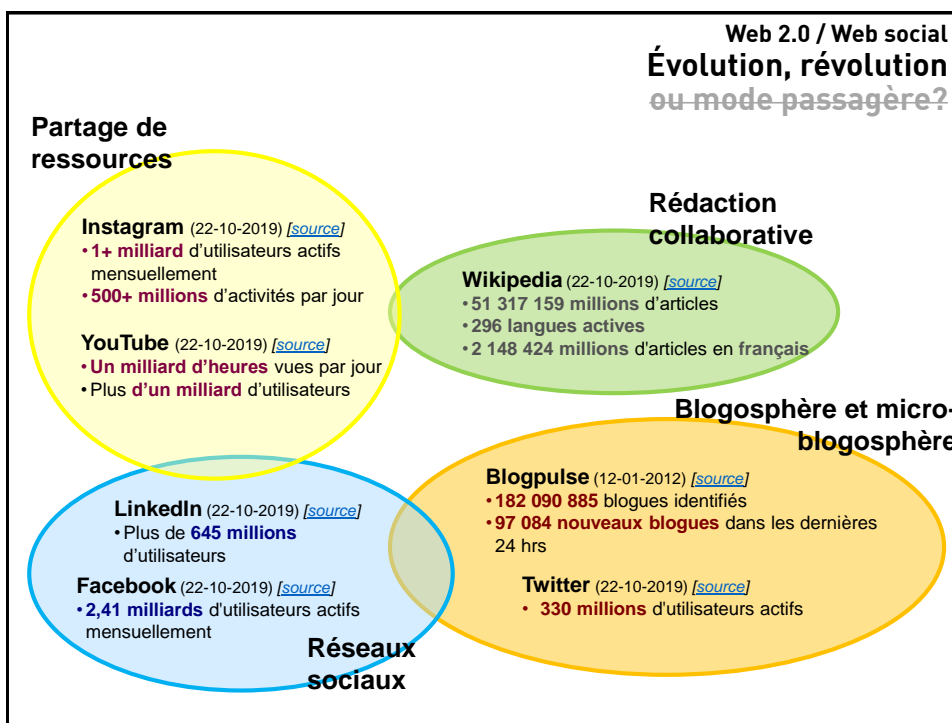 Web 2.0 / Web social
Évolution, révolution
ou mode passagère?
Partage de
ressources
Instagram (22-10-2019) [source]
• 1+ milliard d’utilisateurs actifs
mensuellement
• 500+ millions d’activités par jour
YouTube (22-10-2019) [source]
• Un milliard d’heures vues par jour
• Plus d’un milliard d’utilisateurs
Rédaction
collaborative
Wikipedia (22-10-2019) [source]
• 51 317 159 millions d’articles
• 296 langues actives
• 2 148 424 millions d'articles en français
Blogosphère et micro-
blogosphère
Blogpulse (12-01-2012) [source]
• 182 090 885 blogues identifiés
• 97 084 nouveaux blogues dans les dernières
24 hrs
Twitter (22-10-2019) [source]
• 330 millions d'utilisateurs actifs
LinkedIn (22-10-2019) [source]
• Plus de 645 millions
d’utilisateurs
Facebook (22-10-2019) [source]
• 2,41 milliards d'utilisateurs actifs
mensuellement
Réseaux
sociaux